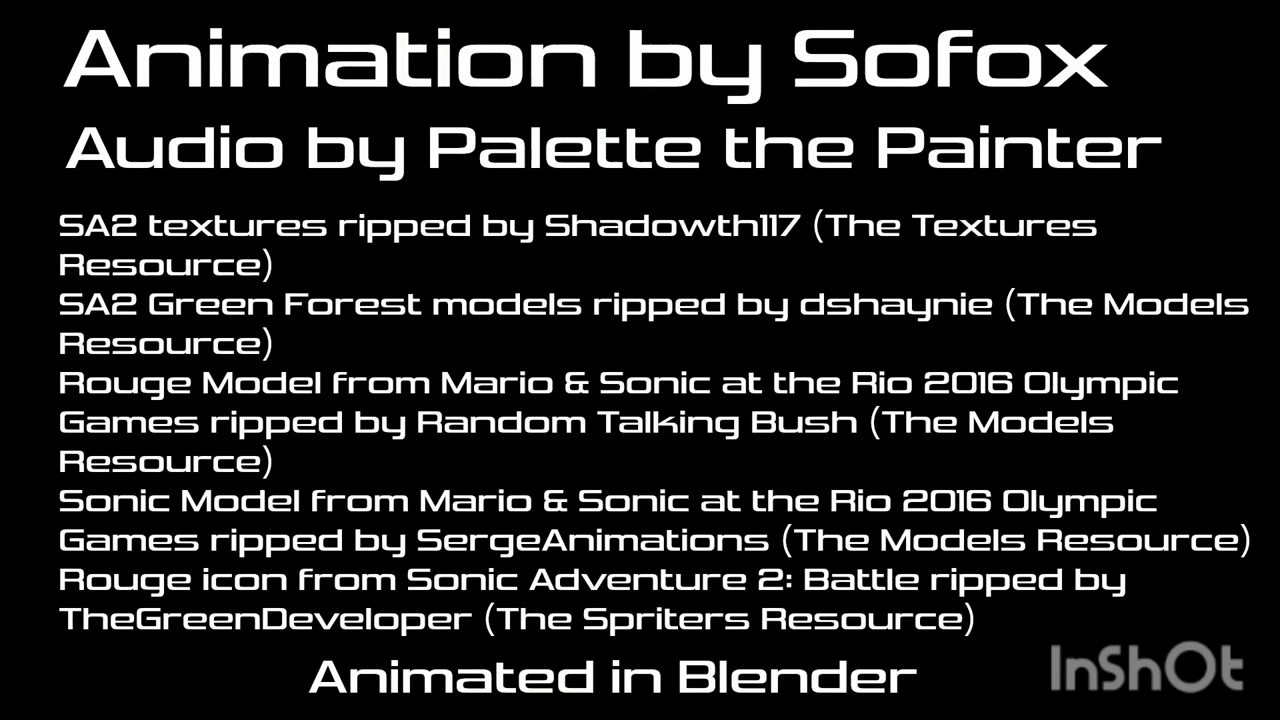 Animation by Sofox
Audio by Palette the Painter
SA2 textures ripped by Shadowth117 (The Textures
Resource)
SA2 Green Forest models ripped by dshaynie (The Models
Resource)
Rouge Model from Mario & Sonic at the Rio 2016 Olympic
Games ripped by Random Talking Bush (The Models
Resource)
Sonic Model from Mario & Sonic at the Rio 2016 Olympic
Games ripped by SergeAnimations (The Models Resource)
Rouge icon from Sonic Adventure 2: Battle ripped by
TheGreenDeveloper (The Spriters Resource)
Animated in Blender
InShOt